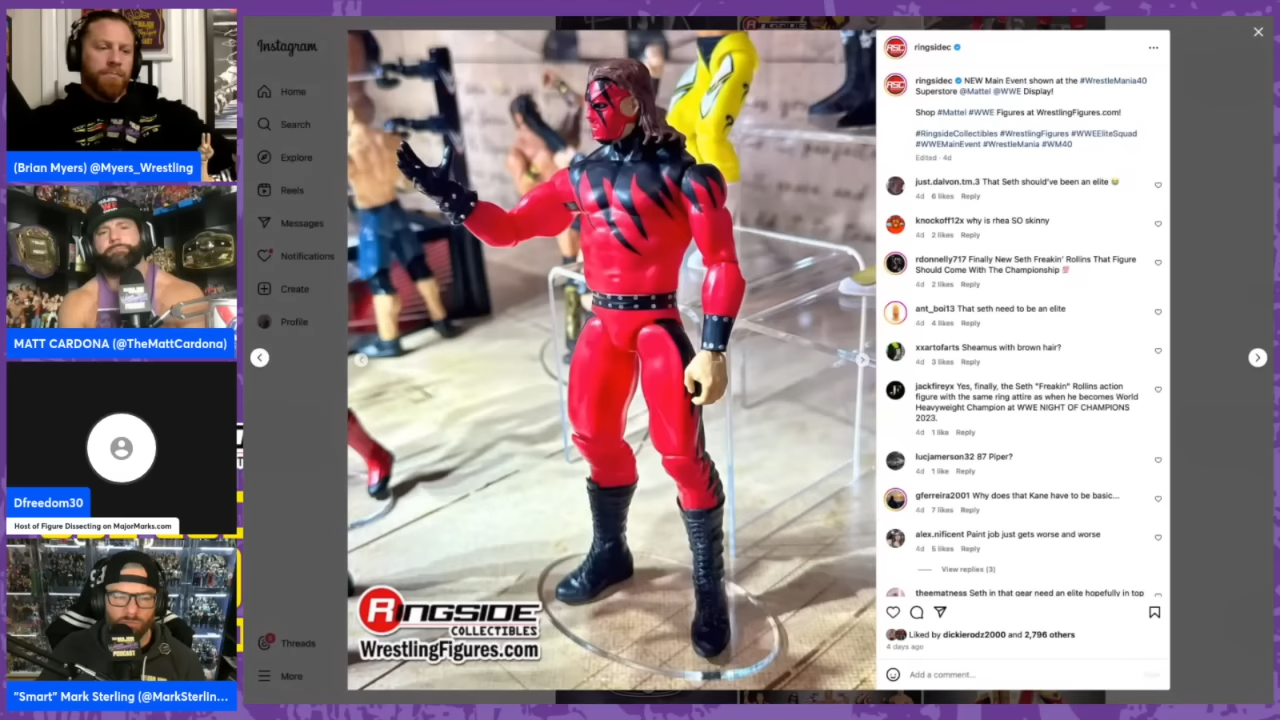 (Brian Myers) @Myers_Wrestling
MATT CARDONA (@TheMattCardona)
Dfreedom30
Host of Figure Dissecting on MajorMarks.com
"Smart" Mark Sterling (@MarkSterlin...
Instagram
Home
Search
Explore
Reels
Messages
Notifications
Create
Profile
Threads
More
RINGSIDE
COLLECTIBLES
WrestlingFigures.com
RSC
ringsidec
ringsidec NEW Main Event shown at the #WrestleMania40
Superstore @Mattel @WWE Display!
Shop #Mattel #WWE Figures at WrestlingFigures.com!
#RingsideCollectibles #WrestlingFigures #WWEEliteSquad
#WWEMainEvent #WrestleMania #WM40
Edited · 4d
just.dalvon.tm.3 That Seth should've been an elite 😭
4d 6 likes Reply
knockoff12x why is rhea SO skinny
4d 2 likes Reply
rdonnelly717 Finally New Seth Freakin' Rollins That Figure
Should Come With The Championship 💯
4d 2 likes Reply
ant_boi13 That seth need to be an elite
4d 4 likes Reply
xxartofarts Sheamus with brown hair?
4d 3 likes Reply
jackfireyx Yes, finally, the Seth "Freakin" Rollins action
figure with the same ring attire as when he becomes World
Heavyweight Champion at WWE NIGHT OF CHAMPIONS
2023.
4d 1 like Reply
lucjamerson32 87 Piper?
4d 1 like Reply
gferreira2001 Why does that Kane have to be basic...
4d 7 likes Reply
alex.nificent Paint job just gets worse and worse
4d 5 likes Reply
View replies (3)
theematness Seth in that gear need an elite hopefully in top
Liked by dickierodz2000 and 2,796 others
4 days ago
Add a comment...